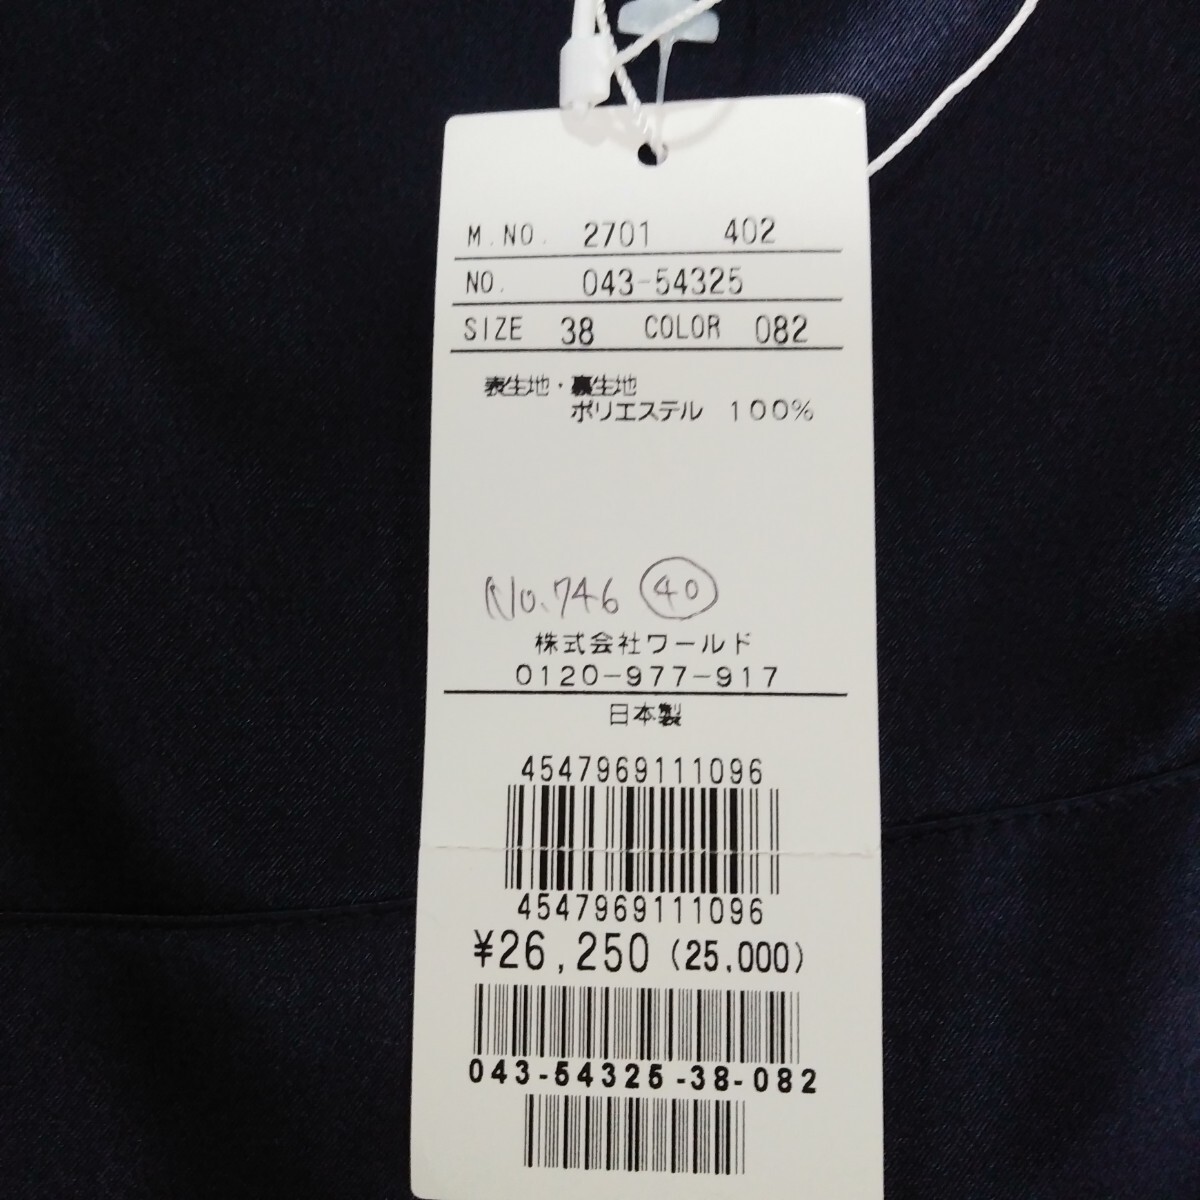 M.NO. 2701 402
NO. 043-54325
SIZE 38 COLOR 082
表生地・裏生地
ポリエステル 100%
No.746 40
株式会社ワールド
0120-977-917
日本製
4547969111096
4547969111096
¥26,250 (25,000)
043-54325-38-082